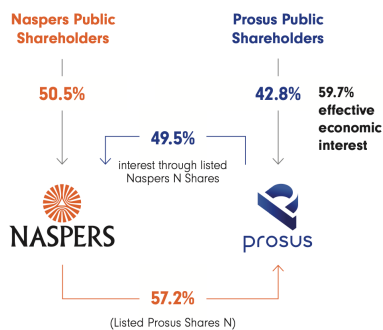 Naspers Public
Shareholders
Prosus Public
Shareholders
50.5%
42.8%
59.7%
effective
economic
interest
49.5%
interest through listed
Naspers N Shares
NASPERS
prosus
57.2%
(Listed Prosus Shares N)